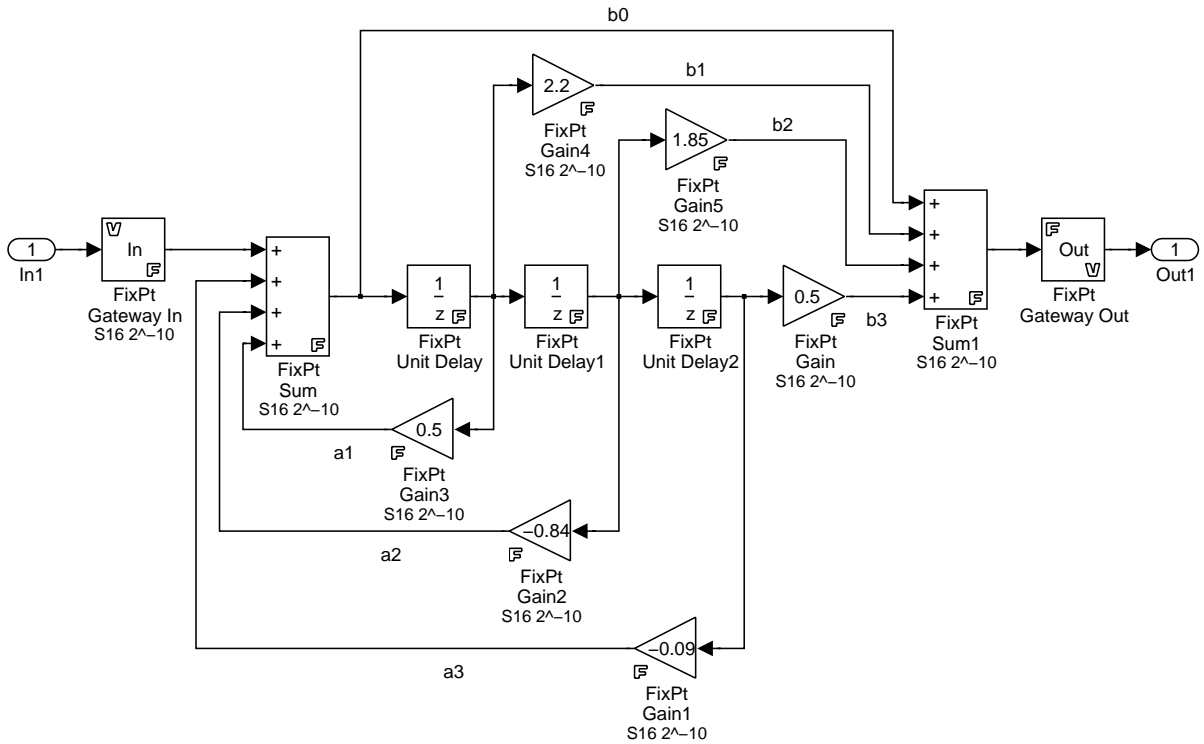 b0
2.2
F
b1
FixPt
Gain4
S16 2^−10
1.85
F
b2
FixPt
Gain5
S16 2^−10
1
In1
V
In
F
FixPt
Gateway In
S16 2^−10
+
+
+
+
F
FixPt
Sum
S16 2^−10
1
z
F
FixPt
Unit Delay
1
z
F
FixPt
Unit Delay1
1
z
F
FixPt
Unit Delay2
0.5
F
b3
FixPt
Gain
S16 2^−10
+
+
+
+
F
FixPt
Sum1
S16 2^−10
F
Out
V
FixPt
Gateway Out
1
Out1
0.5
F
a1
FixPt
Gain3
S16 2^−10
−0.84
F
a2
FixPt
Gain2
S16 2^−10
−0.09
F
a3
FixPt
Gain1
S16 2^−10